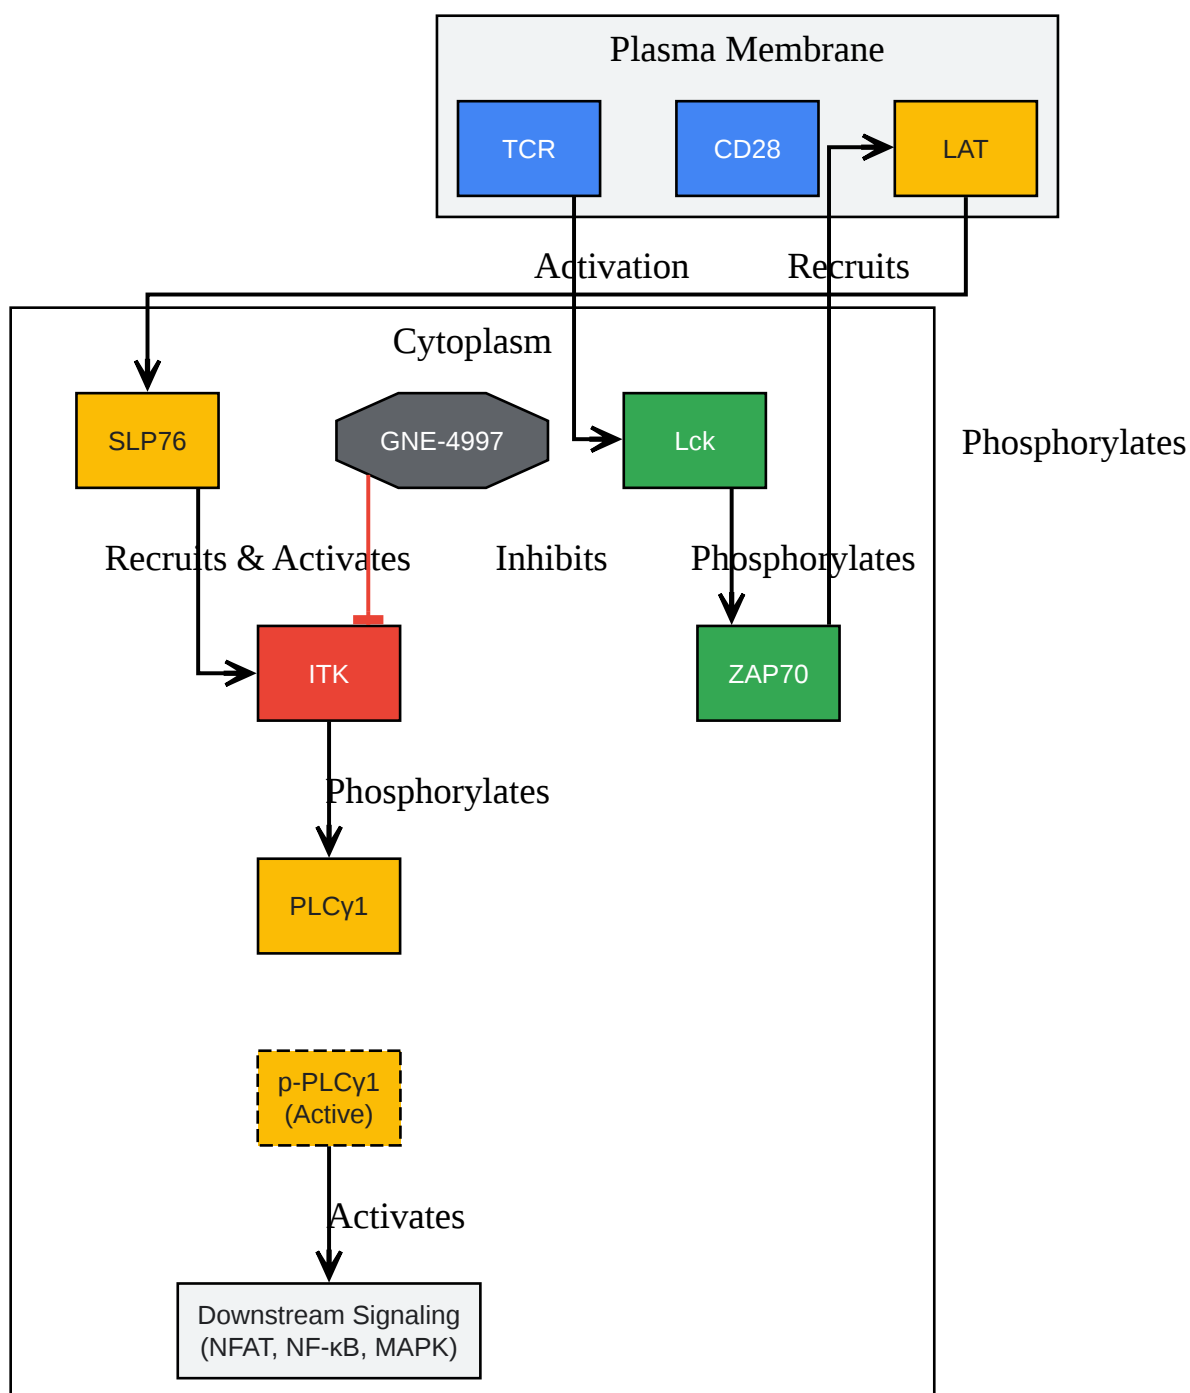 Plasma Membrane
TCR
CD28
LAT
Activation
Recruits
Cytoplasm
SLP76
GNE-4997
Lck
Phosphorylates
Recruits & Activates
Inhibits
Phosphorylates
ITK
ZAP70
Phosphorylates
PLCγ1
p-PLCγ1
(Active)
Activates
Downstream Signaling
(NFAT, NF-κB, MAPK)